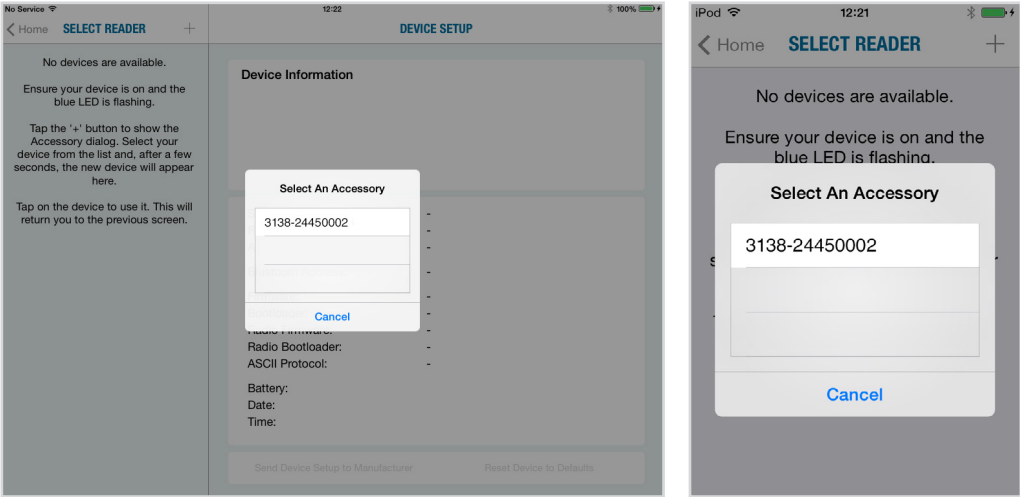 No Service 12:22 100%
Home SELECT READER + DEVICE SETUP
No devices are available.
Ensure your device is on and the
blue LED is flashing.
Tap the '+' button to show the
Accessory dialog. Select your
device from the list and, after a few
seconds, the new device will appear
here.
Tap on the device to use it. This will
return you to the previous screen.
Device Information
Select An Accessory
3138-24450002
Cancel
-
-
-
-
-
-
-
Radio Firmware: -
Radio Bootloader: -
ASCII Protocol: -
Battery:
Date:
Time:
Send Device Setup to Manufacturer Reset Device to Defaults
iPod 12:21
Home SELECT READER +
No devices are available.
Ensure your device is on and the
blue LED is flashing.
Select An Accessory
3138-24450002
Cancel